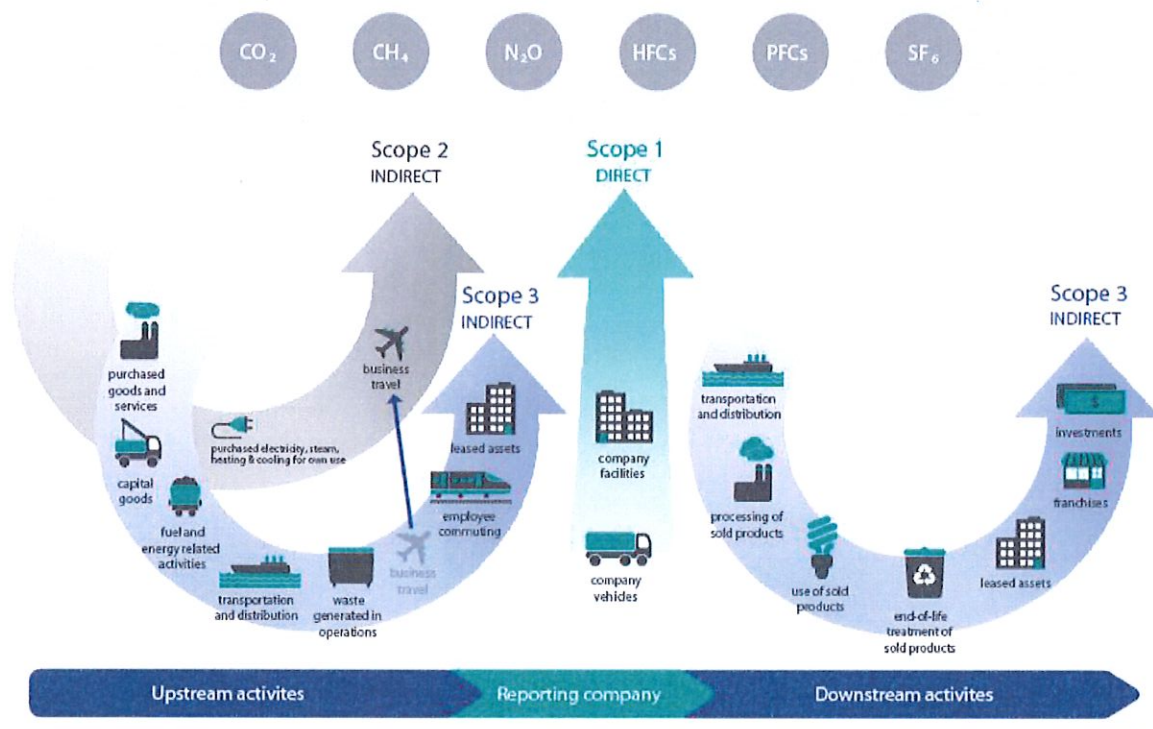 CO₂
CH₄
N₂O
HFCs
PFCs
SF₆
Scope 2
INDIRECT
Scope 1
DIRECT
Scope 3
INDIRECT
Scope 3
INDIRECT
purchased
goods and
services
business
travel
capital
goods
purchased electricity, steam,
heating & cooling for own use
leased assets
fuel and
energy related
activities
employee
commuting
transportation
and distribution
waste
generated in
operations
business
travel
company
facilities
company
vehicles
transportation
and distribution
processing of
sold products
use of sold
products
end-of-life
treatment of
sold products
leased assets
franchises
investments
$
Upstream activites
Reporting company
Downstream activites